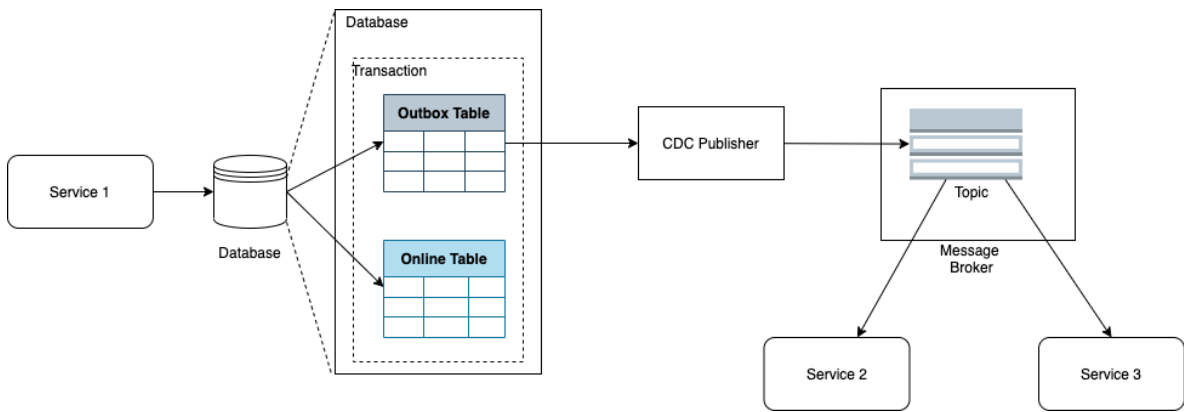 Database
Transaction
Outbox Table
CDC Publisher
Service 1
Topic
Database
Message
Broker
Online Table
Service 2
Service 3